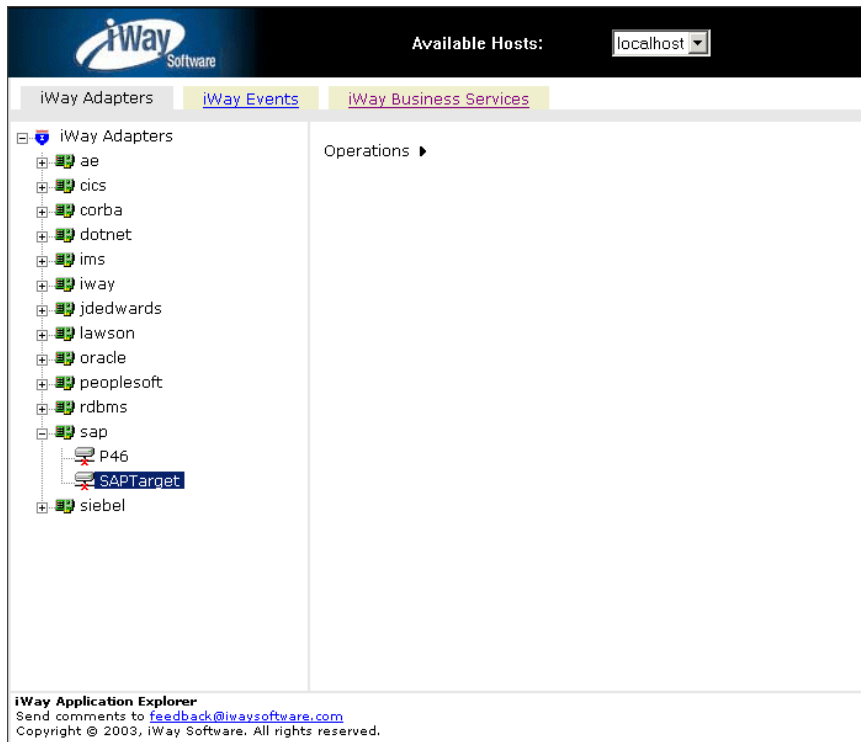 iWay
Software
Available Hosts: localhost
iWay Adapters iWay Events iWay Business Services
iWay Adapters
ae
cics
corba
dotnet
ims
iway
jdedwards
lawson
oracle
peoplesoft
rdbms
sap
P46
SAPTarget
siebel
Operations
iWay Application Explorer
Send comments to feedback@iwaysoftware.com
Copyright © 2003, iWay Software. All rights reserved.